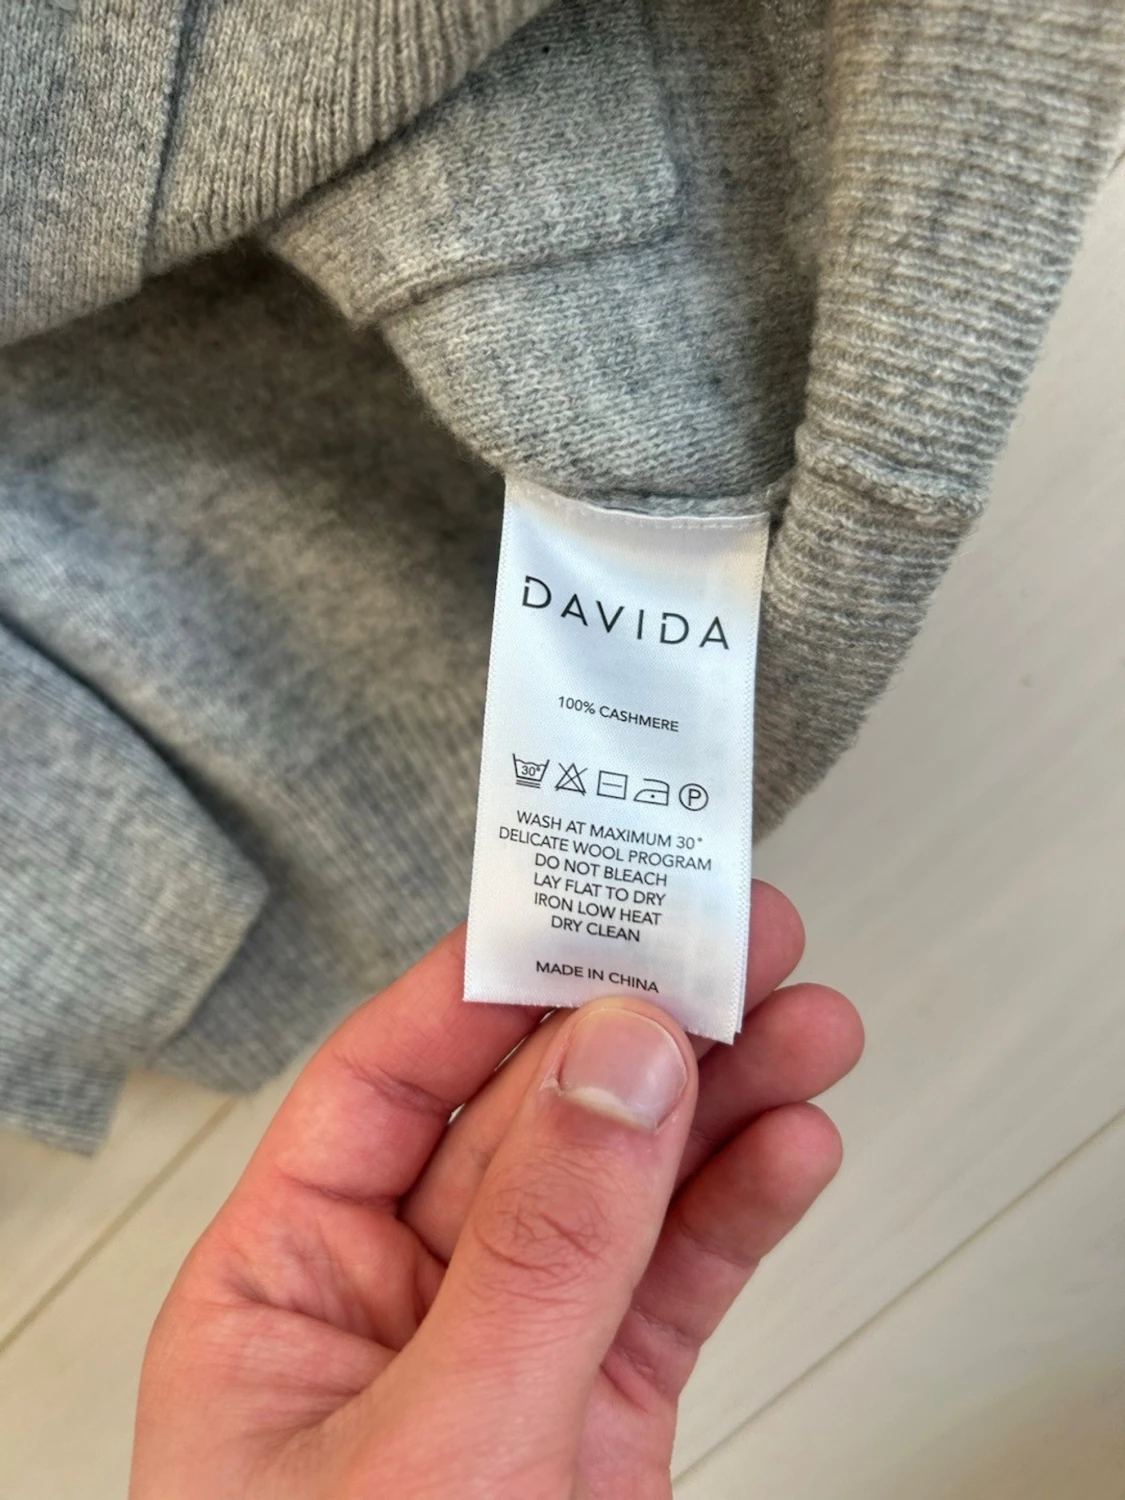 DAVIDA
100% CASHMERE
30° P
WASH AT MAXIMUM 30°
DELICATE WOOL PROGRAM
DO NOT BLEACH
LAY FLAT TO DRY
IRON LOW HEAT
DRY CLEAN
MADE IN CHINA